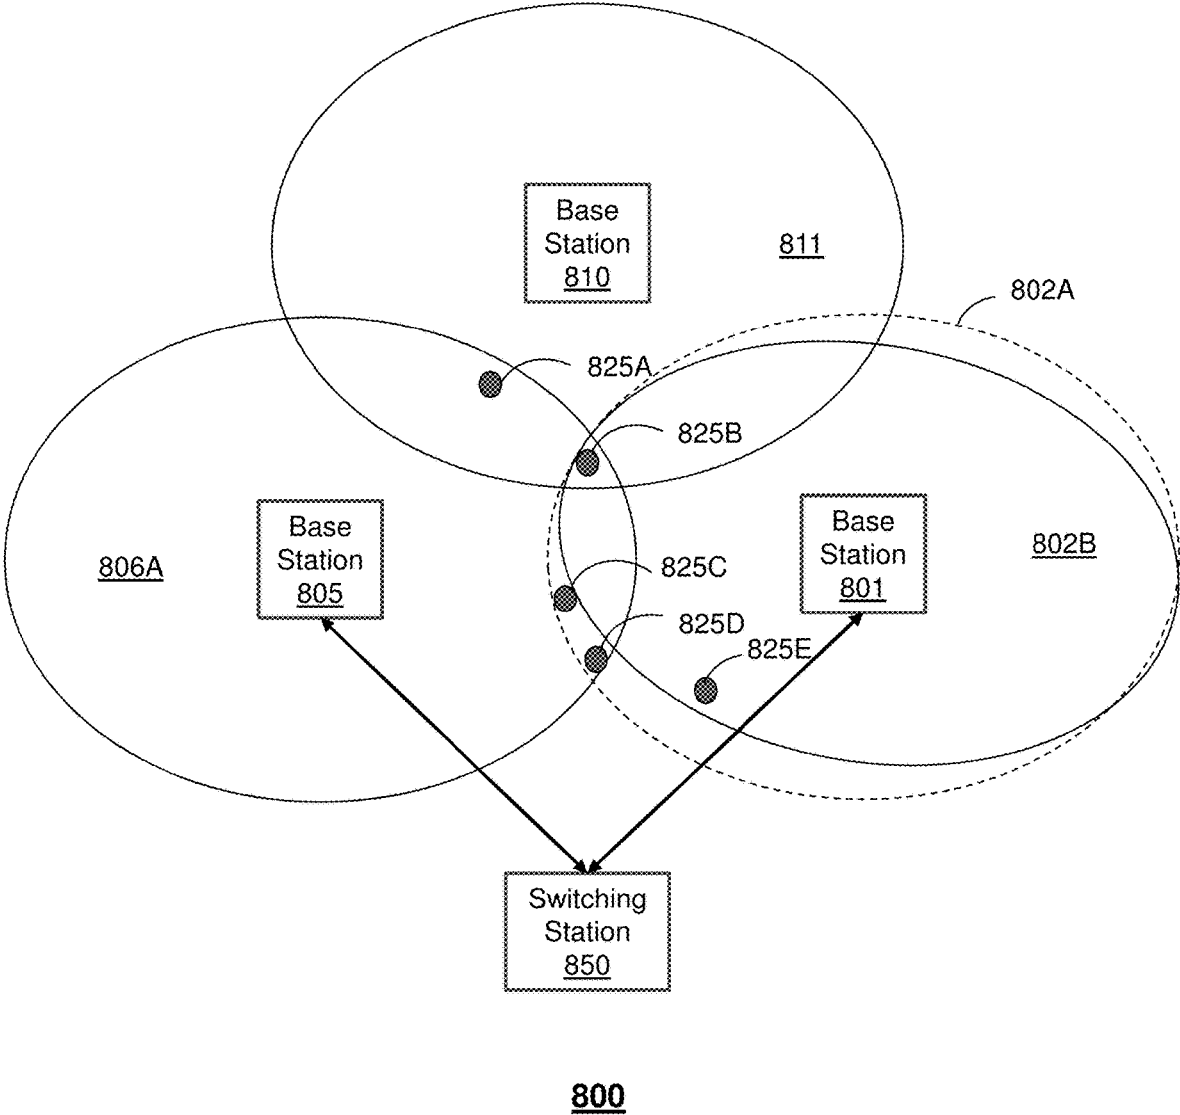 Base
Station
810
811
802A
825A
825B
Base
Station
805
806A
Base
Station
801
802B
825C
825D
825E
Switching
Station
850
800